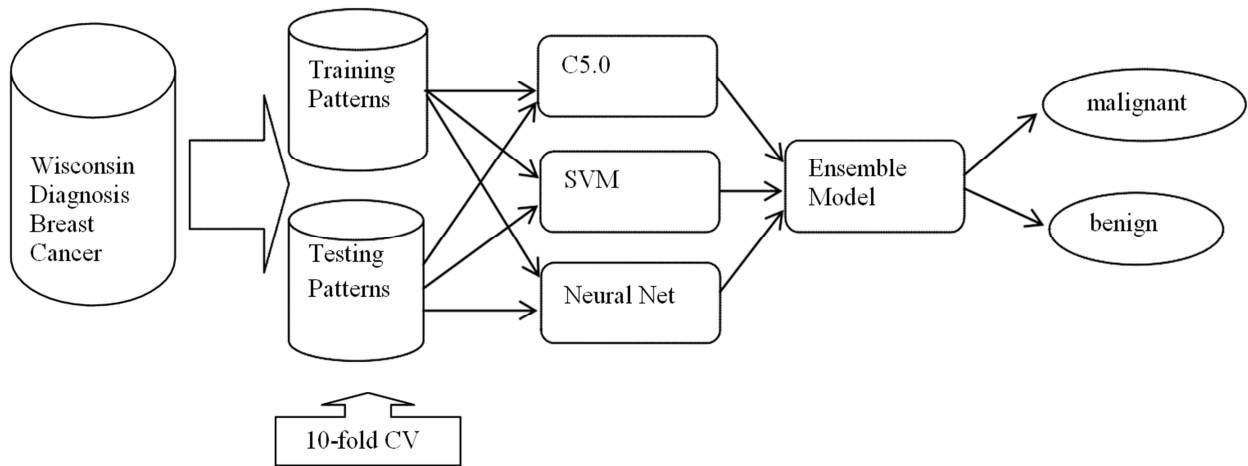 Wisconsin
Diagnosis
Breast
Cancer
Training
Patterns
Testing
Patterns
10-fold CV
C5.0
SVM
Neural Net
Ensemble
Model
malignant
benign